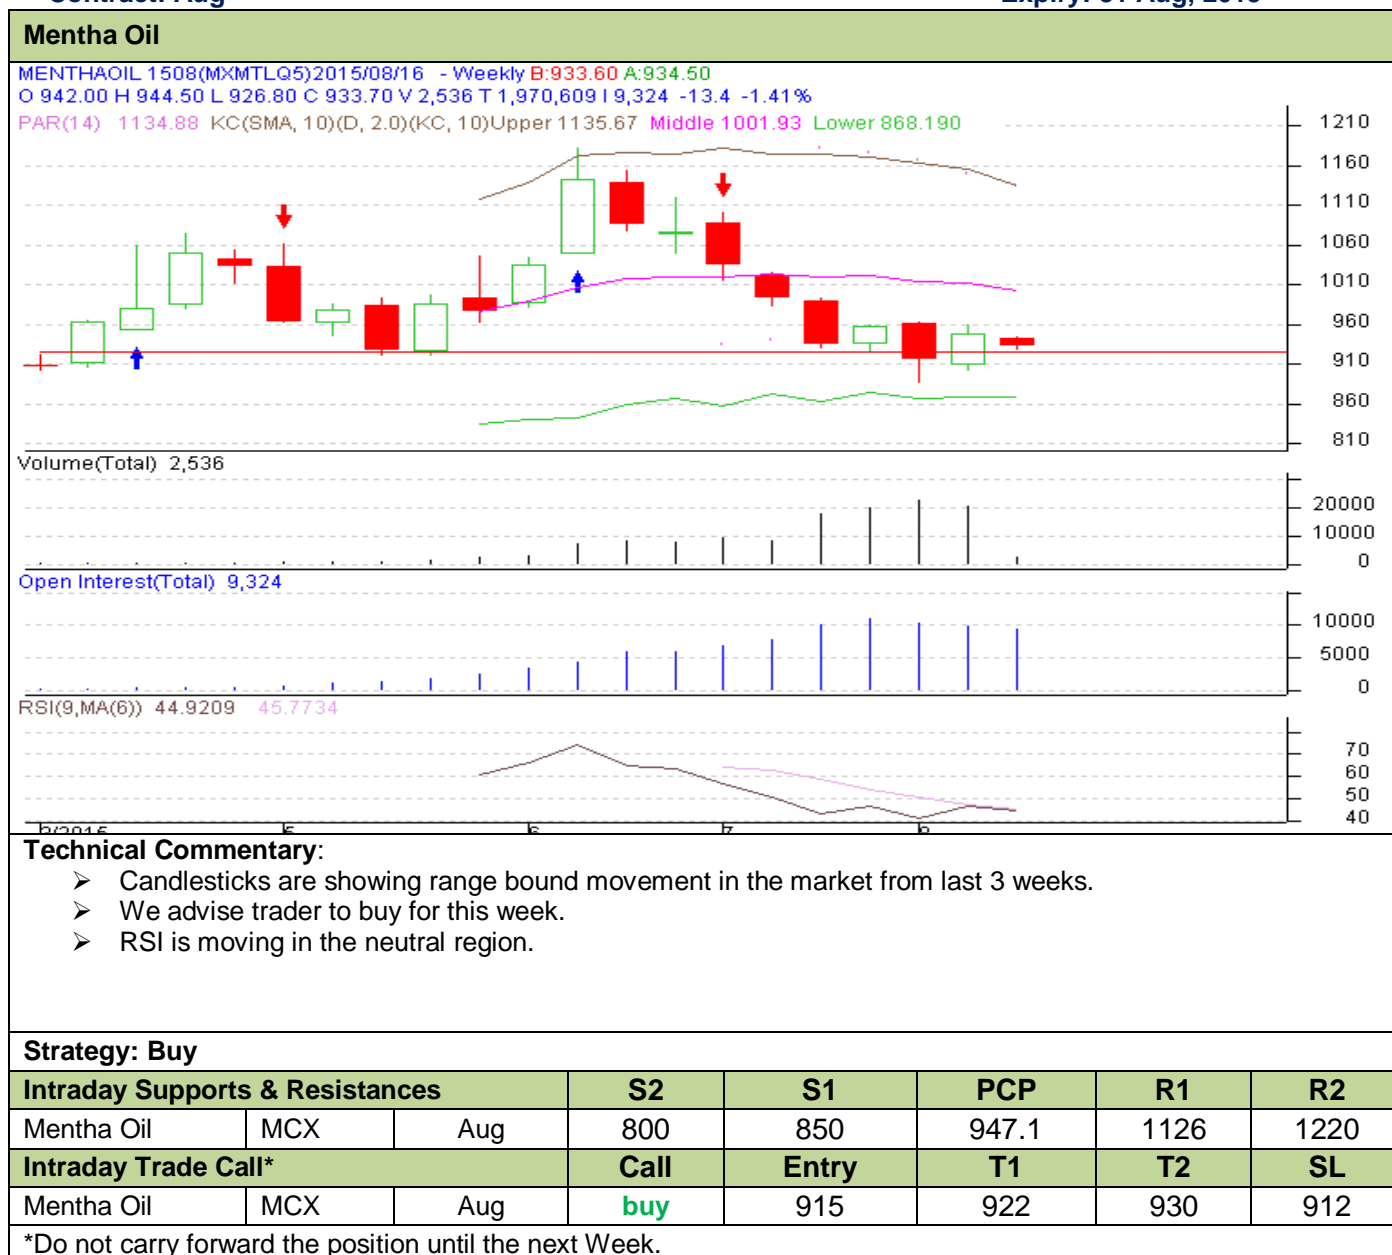 Mentha Oil
MENTHAOIL 1508(MXMTLQ5)2015/08/16 - Weekly B:933.60 A:934.50
O 942.00 H 944.50 L 926.80 C 933.70 V 2,536 T 1,970,609 I 9,324 -13.4 -1.41%
PAR(14) 1134.88 KC(SMA, 10)(D, 2.0)(KC, 10)Upper 1135.67 Middle 1001.93 Lower 868.190
1210
1160
1110
1060
1010
960
910
860
810
Volume(Total) 2,536
20000
10000
0
Open Interest(Total) 9,324
10000
5000
0
RSI(9,MA(6)) 44.9209 45.7734
70
60
50
40
Technical Commentary:
➢ Candlesticks are showing range bound movement in the market from last 3 weeks.
➢ We advise trader to buy for this week.
➢ RSI is moving in the neutral region.
Strategy: Buy
Intraday Supports & Resistances S2 S1 PCP R1 R2
Mentha Oil MCX Aug 800 850 947.1 1126 1220
Intraday Trade Call* Call Entry T1 T2 SL
Mentha Oil MCX Aug buy 915 922 930 912
*Do not carry forward the position until the next Week.